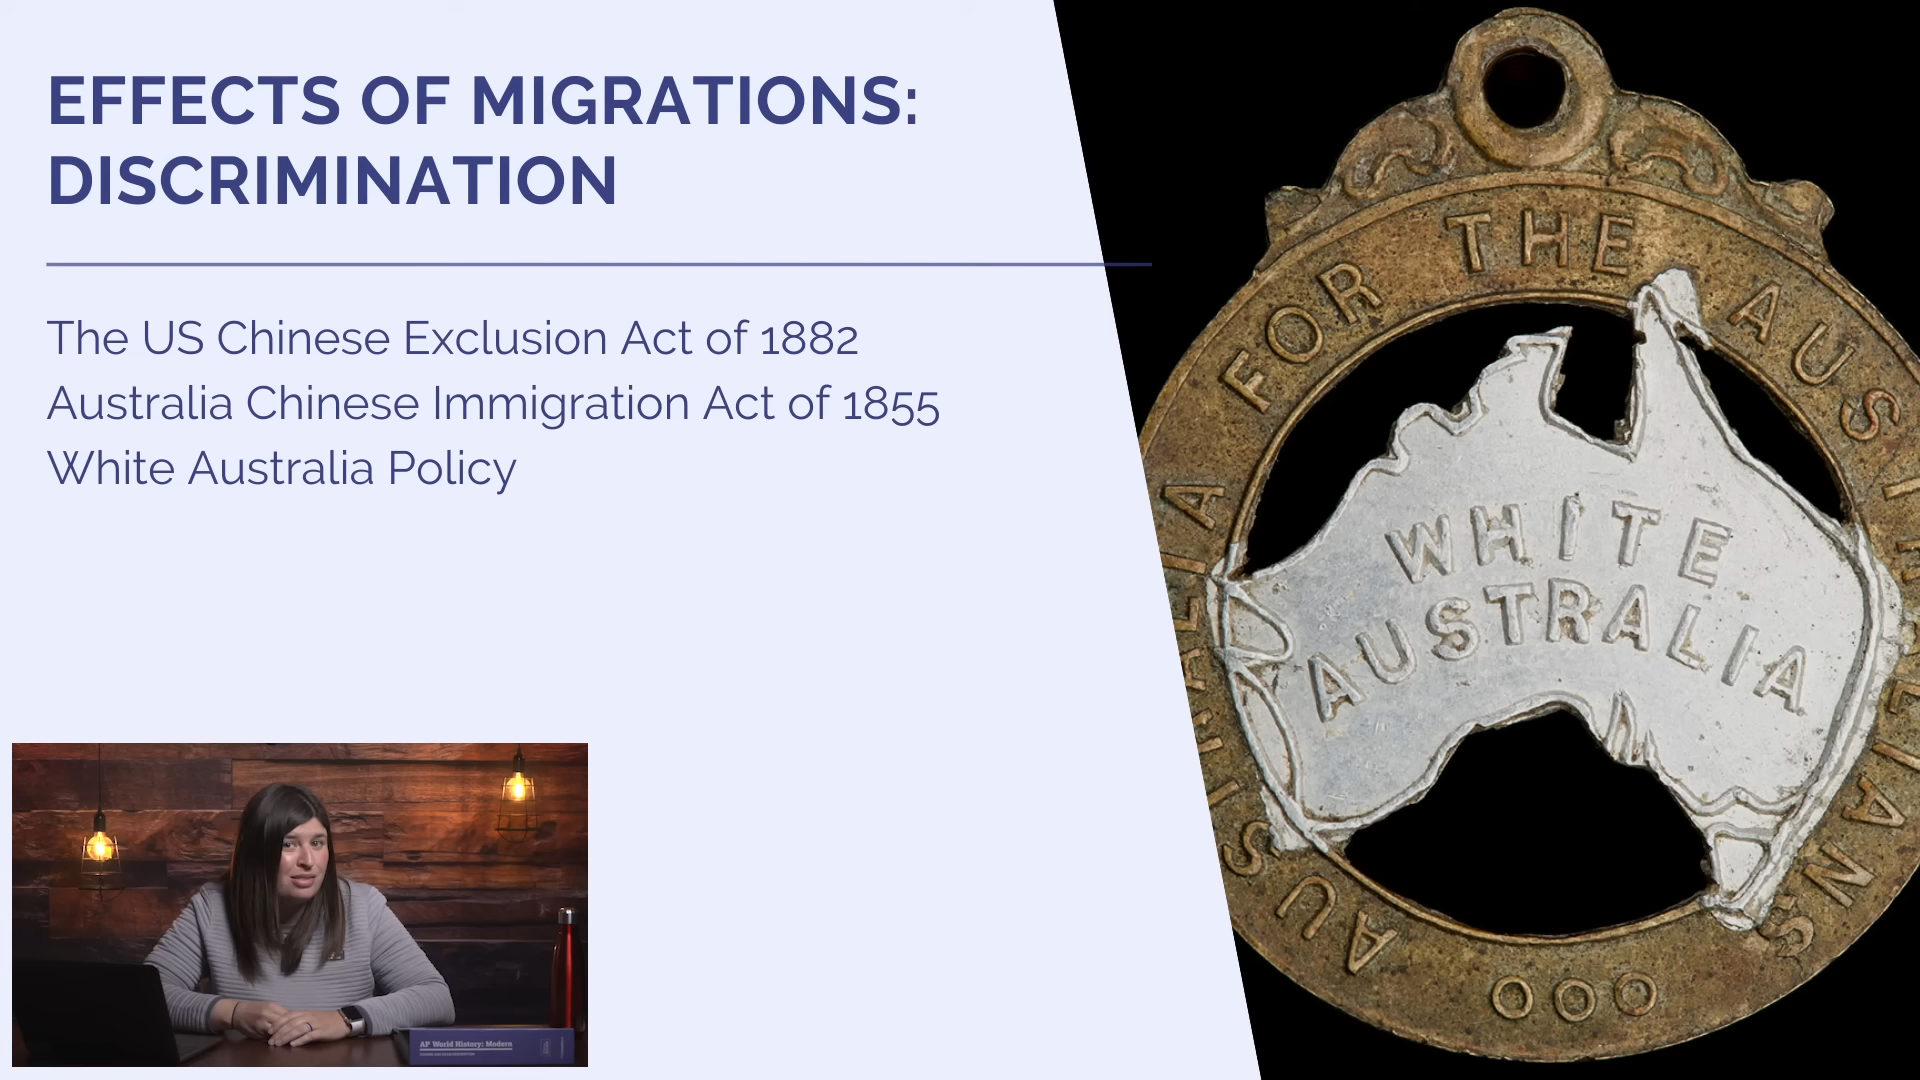 EFFECTS OF MIGRATIONS:
DISCRIMINATION
The US Chinese Exclusion Act of 1882
Australia Chinese Immigration Act of 1855
White Australia Policy
AUSTRALIA FOR THE AUSTRALIANS
WHITE
AUSTRALIA
AP World History: Modern